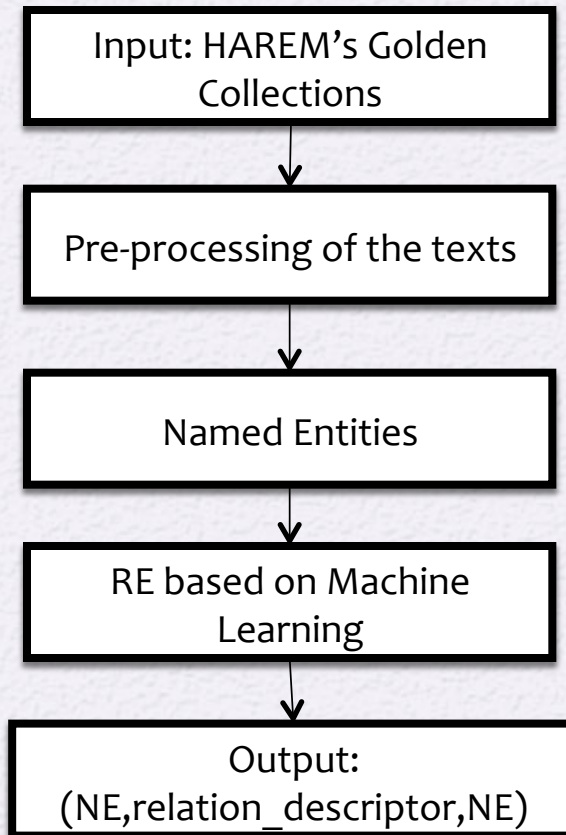 Input: HAREM’s Golden
Collections
Pre-processing of the texts
Named Entities
RE based on Machine
Learning
Output:
(NE,relation_descriptor,NE)